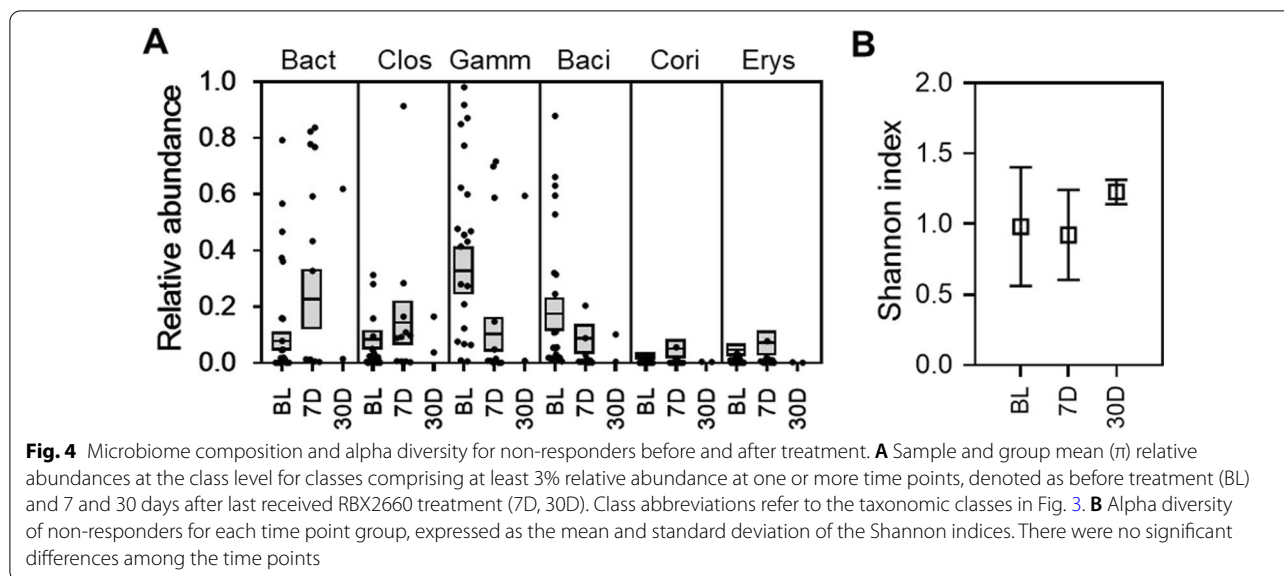 A
Bact Clos Gamm Baci Cori Erys
Relative abundance
1.0
0.8
0.6
0.4
0.2
0.0
BL 7D 30D BL 7D 30D BL 7D 30D BL 7D 30D BL 7D 30D BL 7D 30D
B
Shannon index
2.0
1.5
1.0
0.5
0.0
BL 7D 30D
Fig. 4 Microbiome composition and alpha diversity for non-responders before and after treatment. A Sample and group mean (π) relative
abundances at the class level for classes comprising at least 3% relative abundance at one or more time points, denoted as before treatment (BL)
and 7 and 30 days after last received RBX2660 treatment (7D, 30D). Class abbreviations refer to the taxonomic classes in Fig. 3. B Alpha diversity
of non-responders for each time point group, expressed as the mean and standard deviation of the Shannon indices. There were no significant
differences among the time points